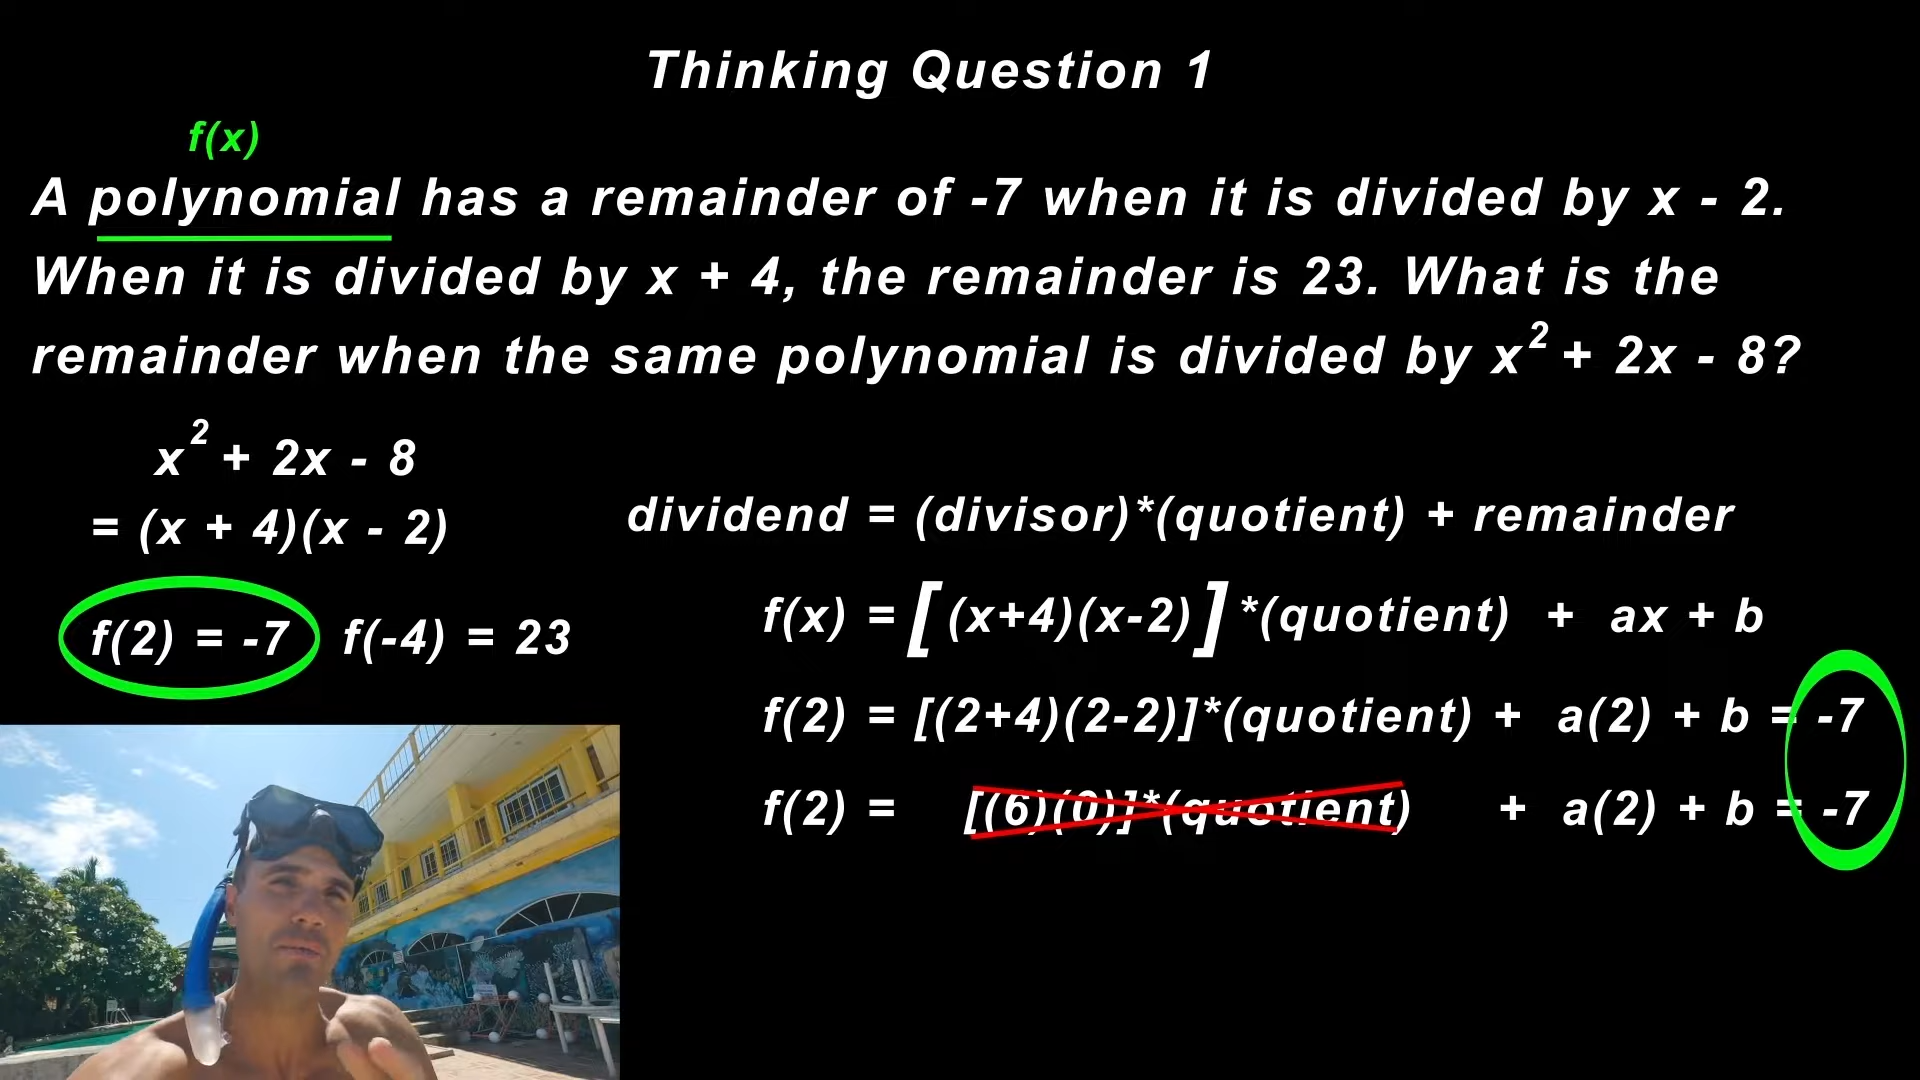 Thinking Question 1
f(x)
A polynomial has a remainder of -7 when it is divided by x - 2.
When it is divided by x + 4, the remainder is 23. What is the
remainder when the same polynomial is divided by x² + 2x - 8?
x² + 2x - 8
= (x + 4)(x - 2)
f(2) = -7 f(-4) = 23
dividend = (divisor)*(quotient) + remainder
f(x) = [(x+4)(x-2)]*(quotient) + ax + b
f(2) = [(2+4)(2-2)]*(quotient) + a(2) + b = -7
f(2) = [(6)(0)]*(quotient) + a(2) + b = -7